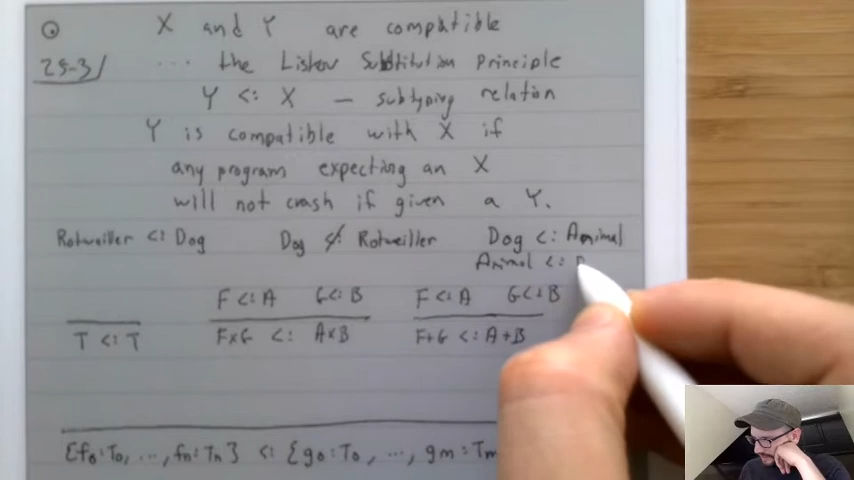 X and Y are compatible
25-3/ ... the Liskov Substitution Principle
Y <: X — subtyping relation
Y is compatible with X if
any program expecting an X
will not crash if given a Y.
Rotweiller <: Dog Dog ≮: Rotweiller Dog <: Animal
Animal <:
F <: A G <: B F <: A G <: B
T <: T F×G <: A×B F+G <: A+B
{f0:T0, ..., fn:Tn} <: {g0:T0, ..., gm:Tm